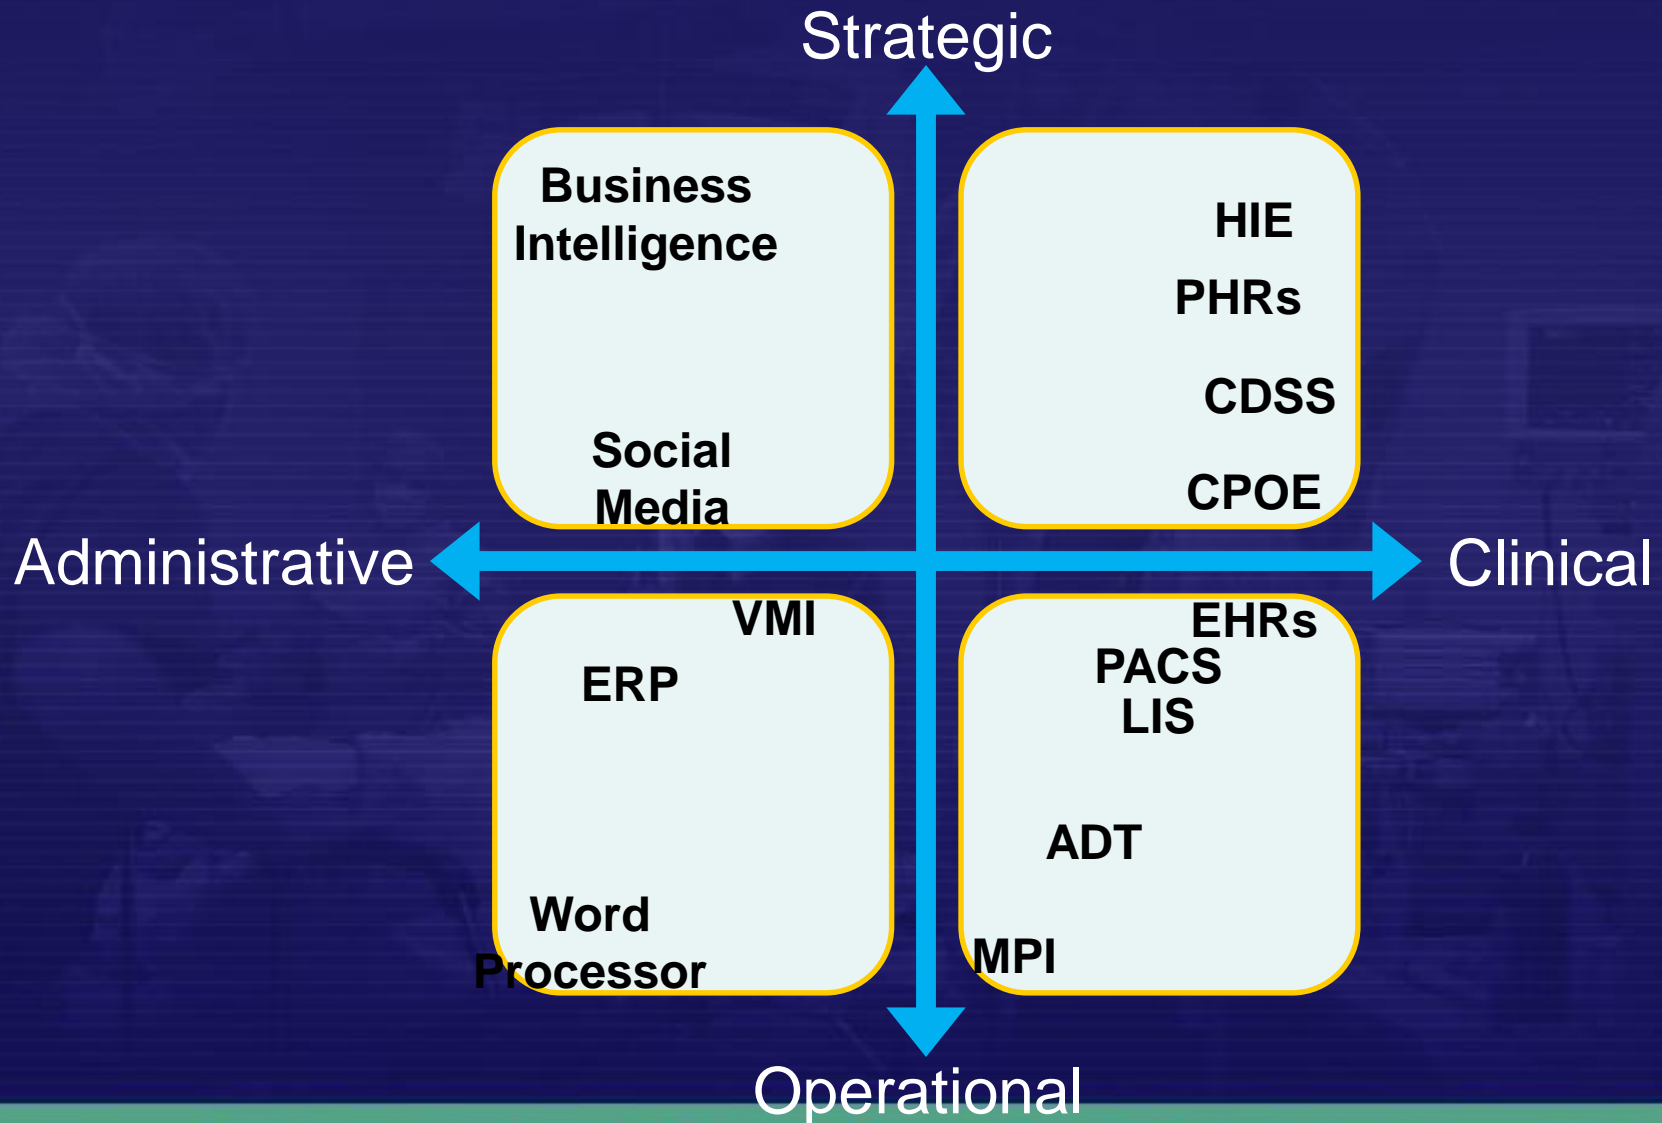 Strategic
Business
Intelligence
Social
Media
HIE
PHRs
CDSS
CPOE
Administrative
Clinical
VMI
ERP
Word
Processor
EHRs
PACS
LIS
ADT
MPI
Operational